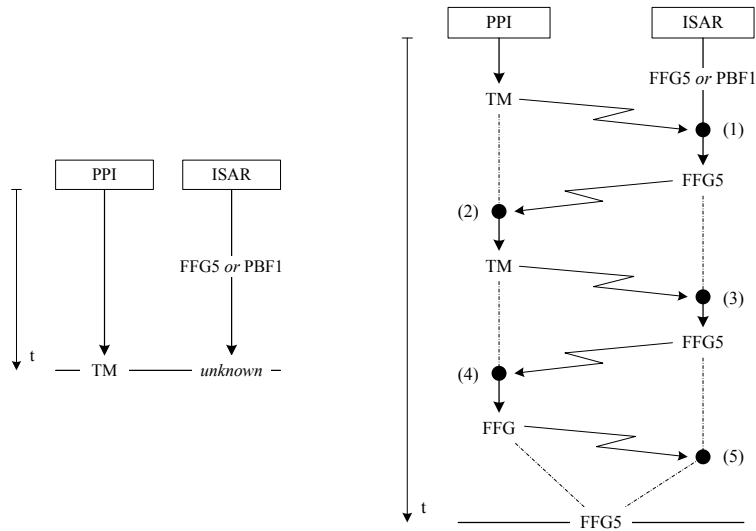 PPI
ISAR
FFG5 or PBF1
t
TM
unknown
PPI
ISAR
FFG5 or PBF1
TM
(1)
FFG5
(2)
TM
(3)
FFG5
(4)
FFG
(5)
t
FFG5